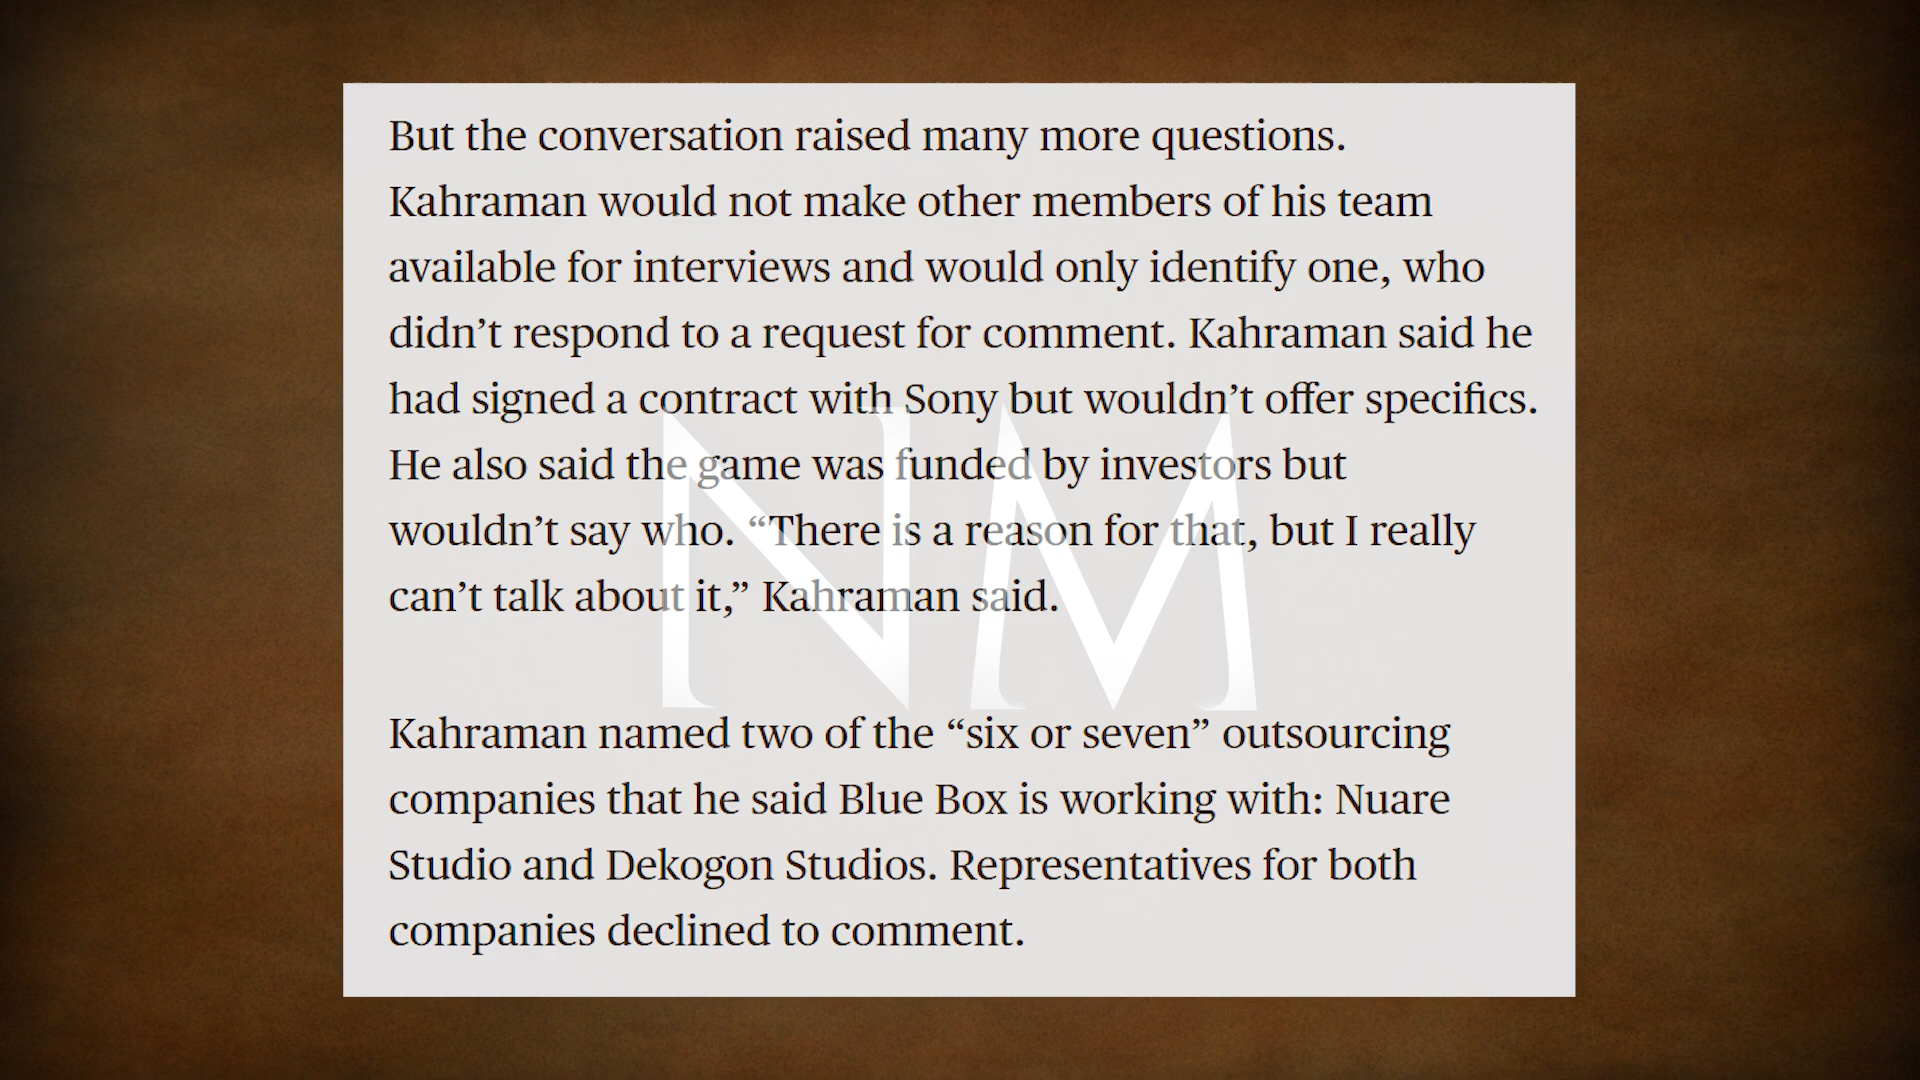 But the conversation raised many more questions.
Kahraman would not make other members of his team
available for interviews and would only identify one, who
didn’t respond to a request for comment. Kahraman said he
had signed a contract with Sony but wouldn’t offer specifics.
He also said the game was funded by investors but
wouldn’t say who. “There is a reason for that, but I really
can’t talk about it,” Kahraman said.
NM
Kahraman named two of the “six or seven” outsourcing
companies that he said Blue Box is working with: Nuare
Studio and Dekogon Studios. Representatives for both
companies declined to comment.